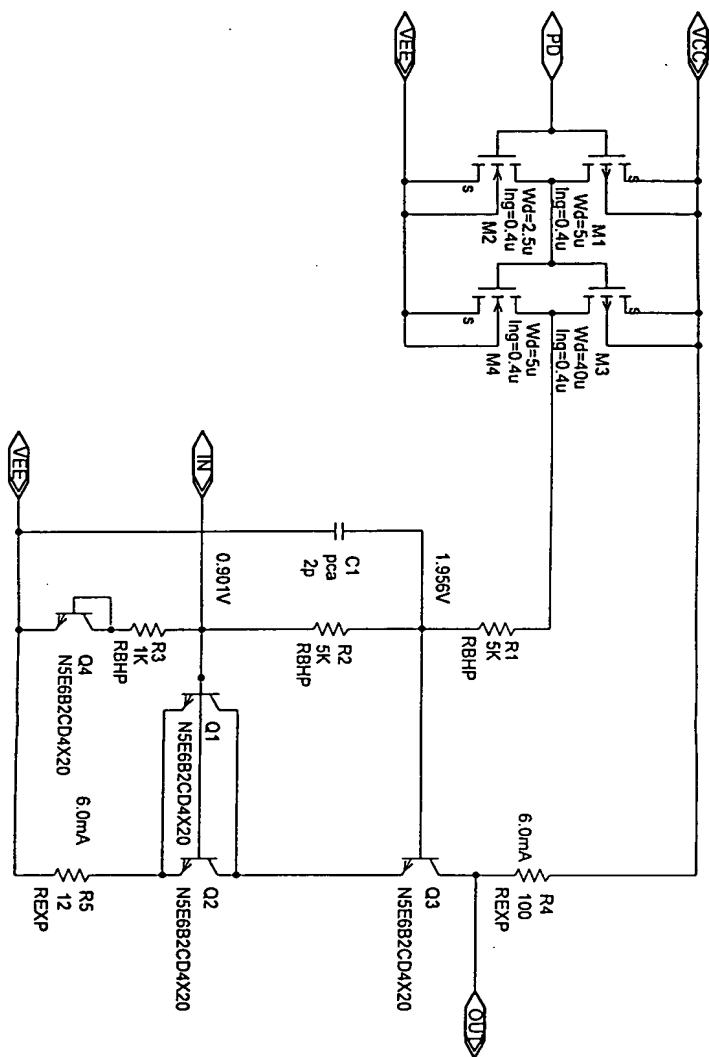 VCC
S
S
M1
Wd=5u
lng=0.4u
M3
Wd=40u
lng=0.4u
R4
100
REXP
6.0mA
OUT
PD
M2
Wd=2.5u
lng=0.4u
M4
Wd=5u
lng=0.4u
S
S
R1
5K
RBHP
1.956V
Q3
N5E6B2CD4X20
VEE
C1
pca
2p
R2
5K
RBHP
0.901V
IN
Q1
N5E6B2CD4X20
Q2
N5E6B2CD4X20
R3
1K
RBHP
Q4
N5E6B2CD4X20
6.0mA
R5
12
REXP
VEE